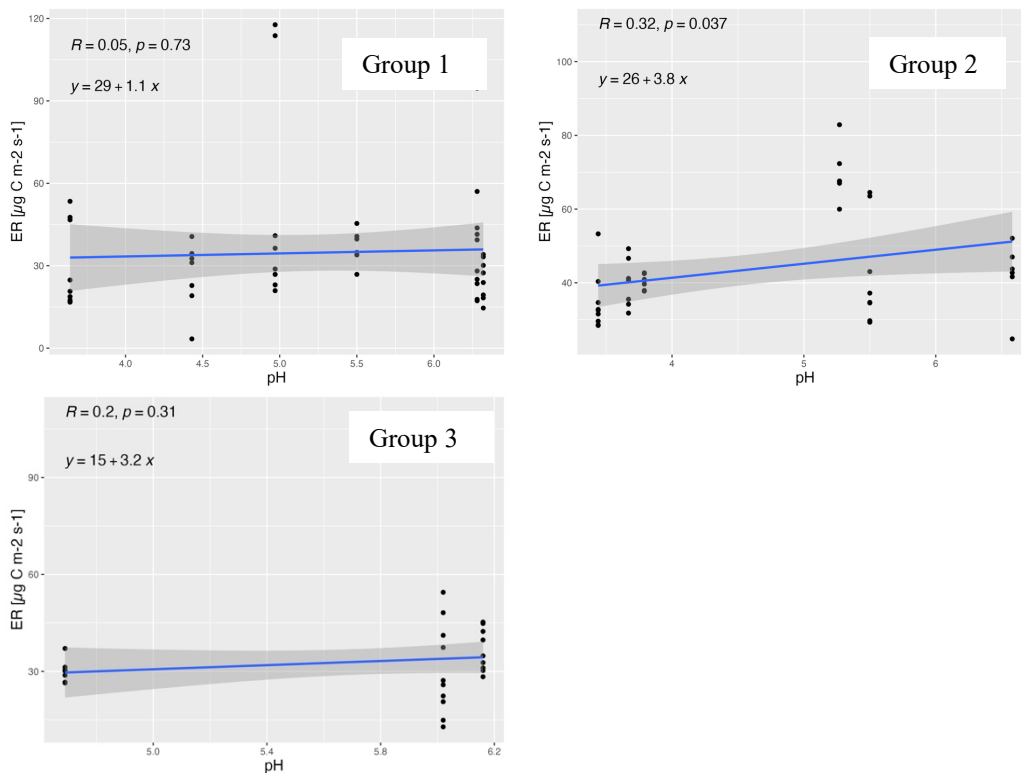 R = 0.05, p = 0.73
y = 29 + 1.1 x
Group 1
ER [µg C m-2 s-1]
120
90
60
30
0
4.0 4.5 5.0 5.5 6.0
pH
R = 0.32, p = 0.037
y = 26 + 3.8 x
Group 2
ER [µg C m-2 s-1]
100
80
60
40
4 5 6
pH
R = 0.2, p = 0.31
y = 15 + 3.2 x
Group 3
ER [µg C m-2 s-1]
90
60
30
5.0 5.4 5.8 6.2
pH